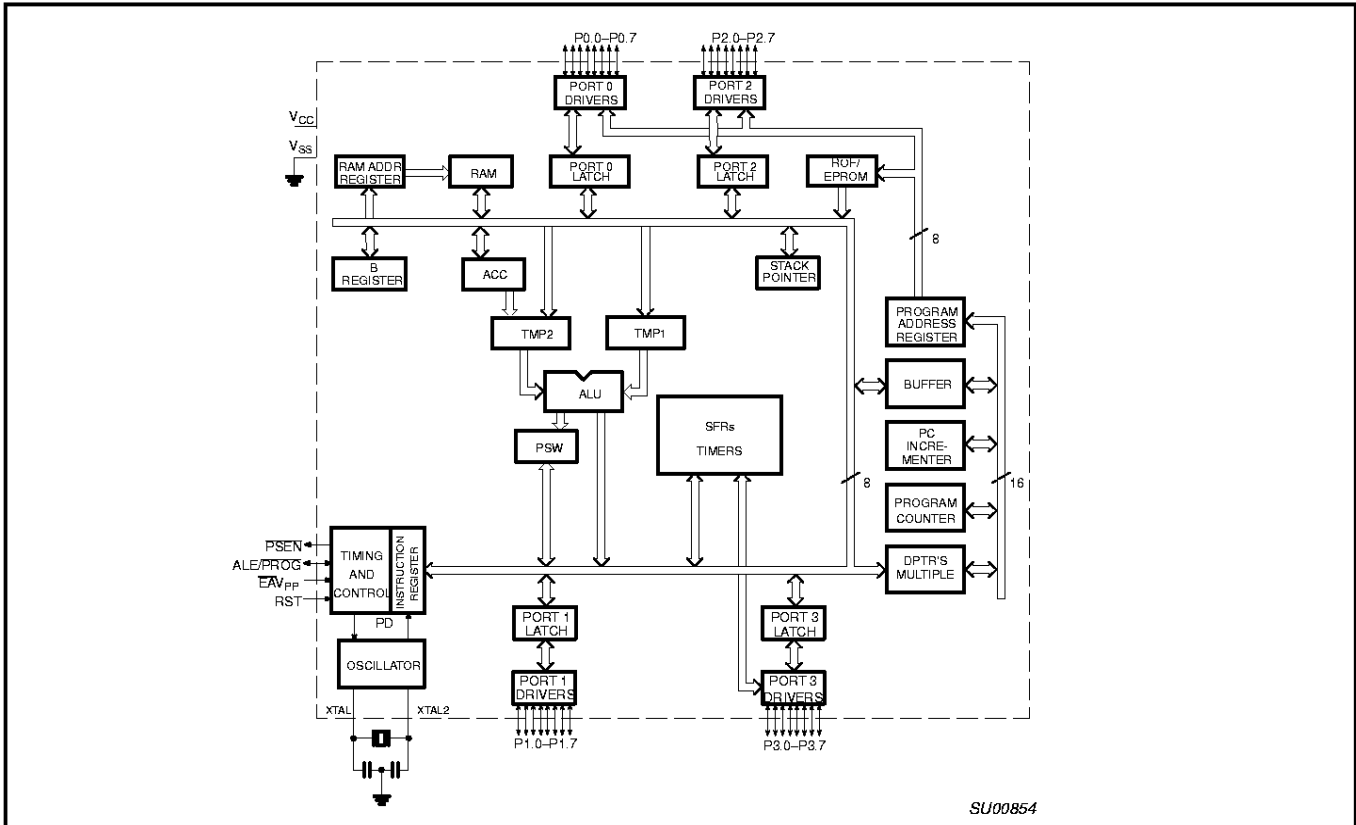 P0.0–P0.7
P2.0–P2.7
PORT 0
DRIVERS
PORT 2
DRIVERS
VCC
VSS
RAM ADDR
REGISTER
RAM
PORT 0
LATCH
PORT 2
LATCH
ROF/
EPROM
8
B
REGISTER
ACC
STACK
POINTER
PROGRAM
ADDRESS
REGISTER
TMP2
TMP1
BUFFER
ALU
SFRs
TIMERS
PSW
PC
INCRE-
MENTER
8
16
PROGRAM
COUNTER
PSEN
ALE/PROG
EAVPP
RST
TIMING
AND
CONTROL
INSTRUCTION
REGISTER
DPTR'S
MULTIPLE
PD
PORT 1
LATCH
PORT 3
LATCH
OSCILLATOR
PORT 1
DRIVERS
PORT 3
DRIVERS
XTAL
XTAL2
P1.0–P1.7
P3.0–P3.7
SU00854